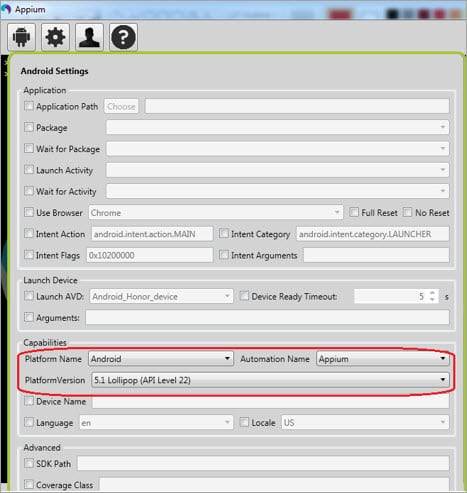 Appium
Android Settings
Application
Application Path Choose
Package
Wait for Package
Launch Activity
Wait for Activity
Use Browser Chrome Full Reset No Reset
Intent Action android.intent.action.MAIN Intent Category android.intent.category.LAUNCHER
Intent Flags 0x10200000 Intent Arguments
Launch Device
Launch AVD: Android_Honor_device Device Ready Timeout: 5 s
Arguments:
Capabilities
Platform Name Android Automation Name Appium
PlatformVersion 5.1 Lollipop (API Level 22)
Device Name
Language en Locale US
Advanced
SDK Path
Coverage Class